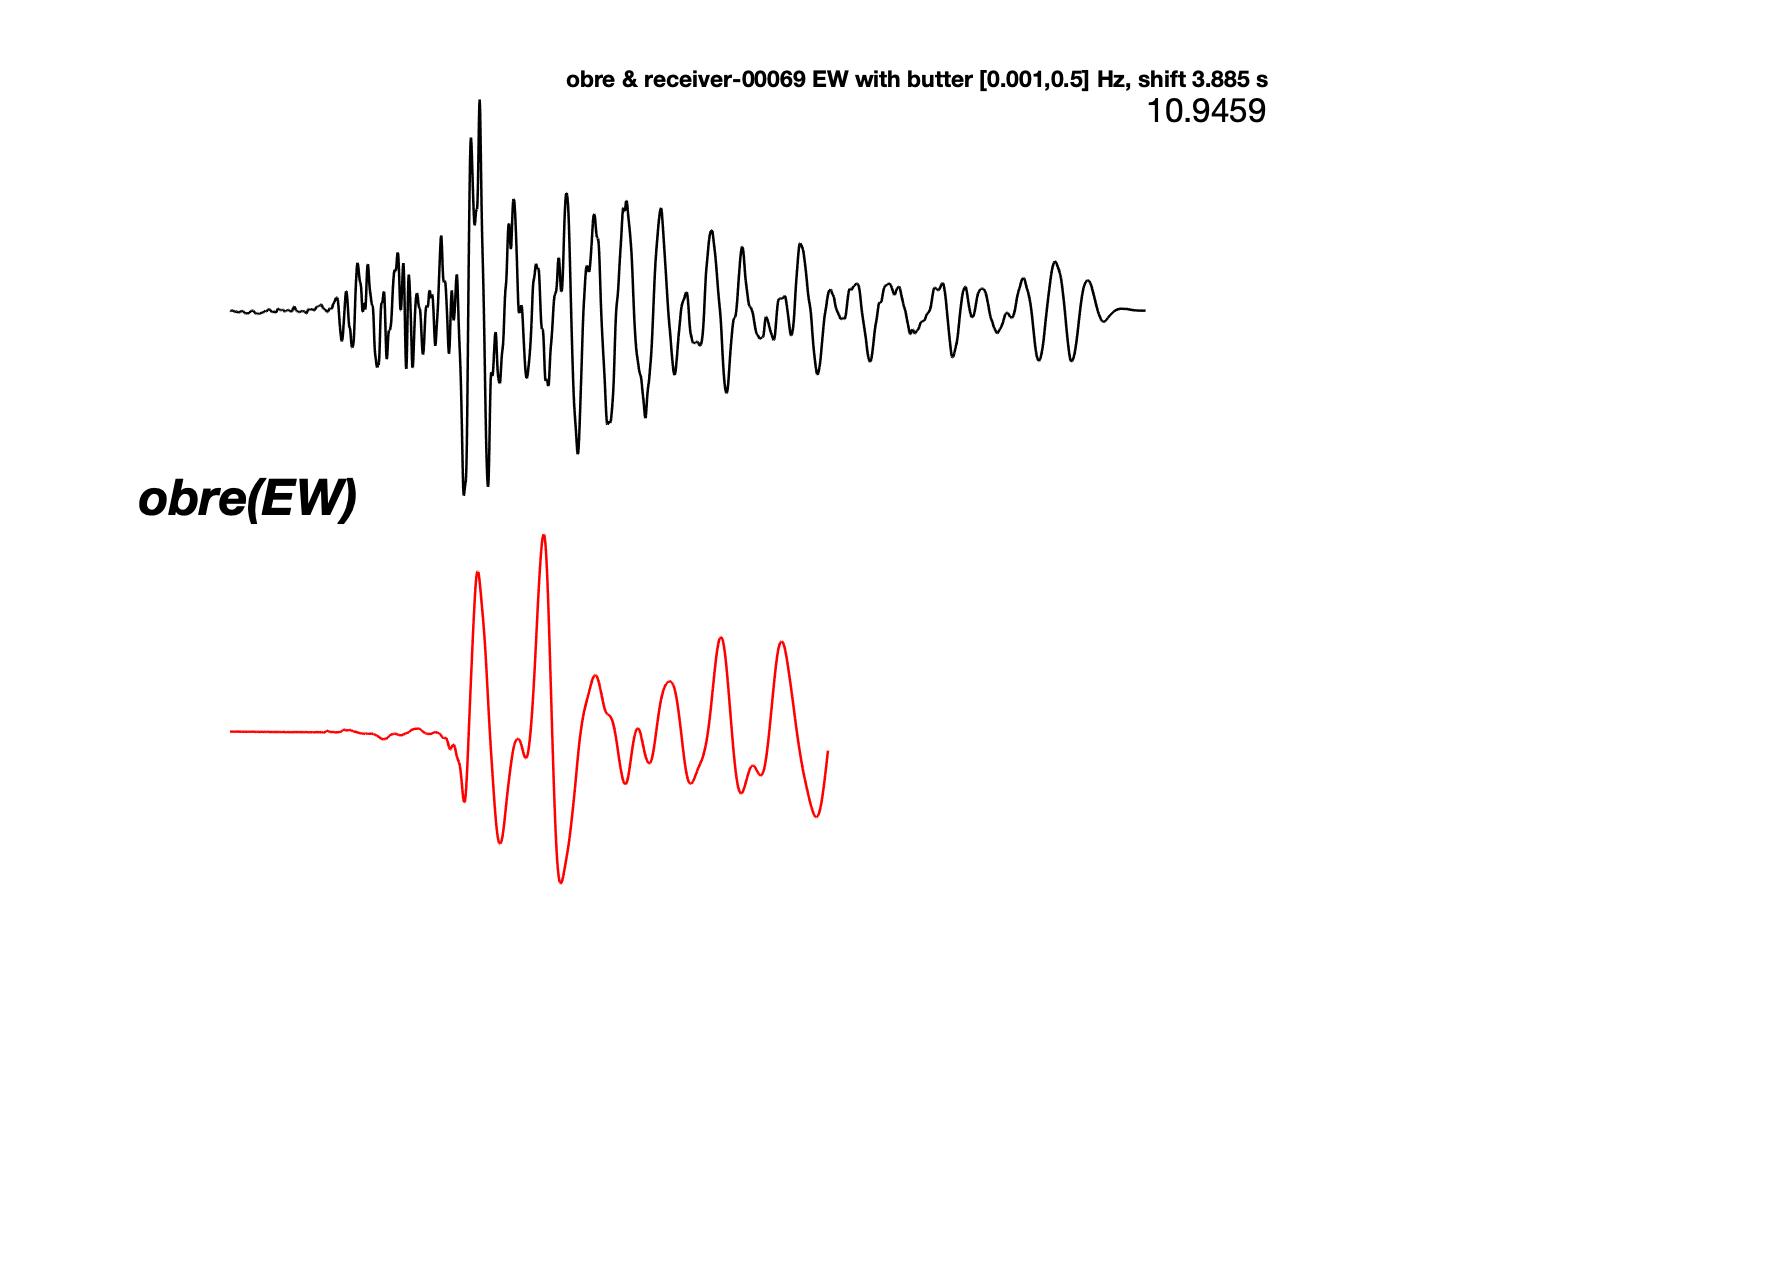 obre & receiver-00069 EW with butter [0.001,0.5] Hz, shift 3.885 s
10.9459
obre(EW)